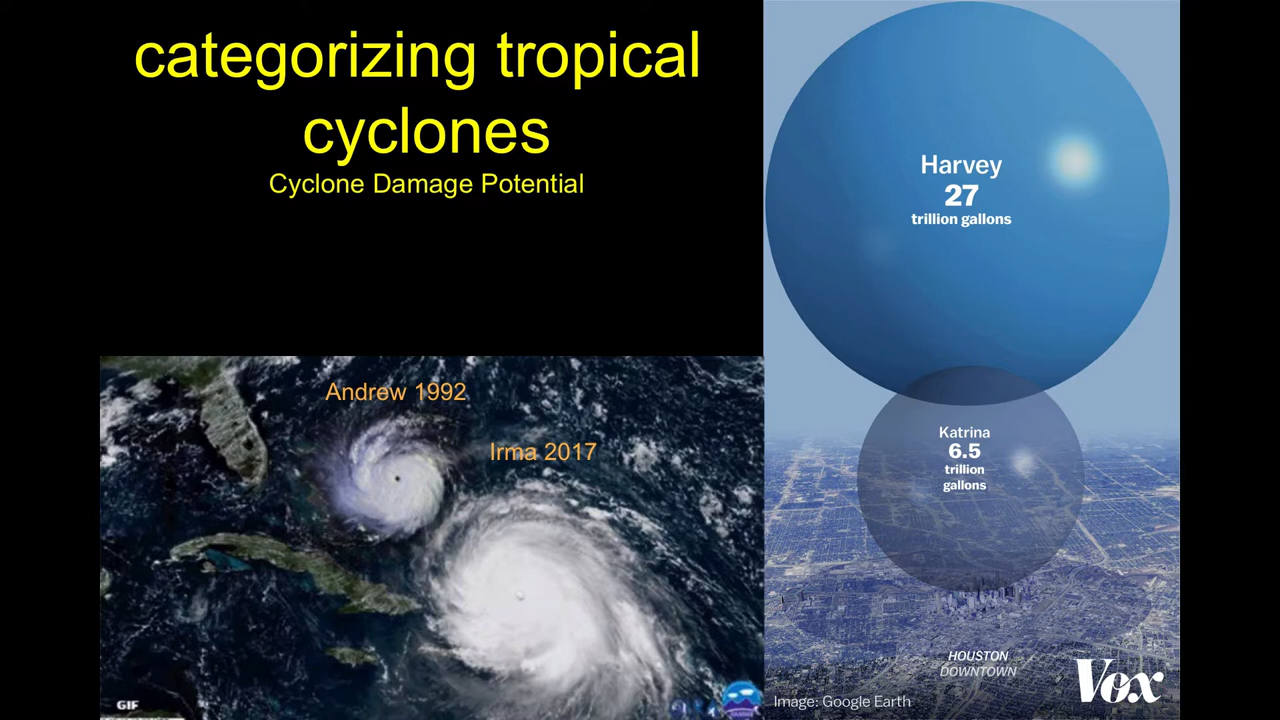 categorizing tropical
cyclones
Cyclone Damage Potential
Andrew 1992
Irma 2017
GIF
Harvey
27
trillion gallons
Katrina
6.5
trillion
gallons
HOUSTON
DOWNTOWN
Image: Google Earth
Vox